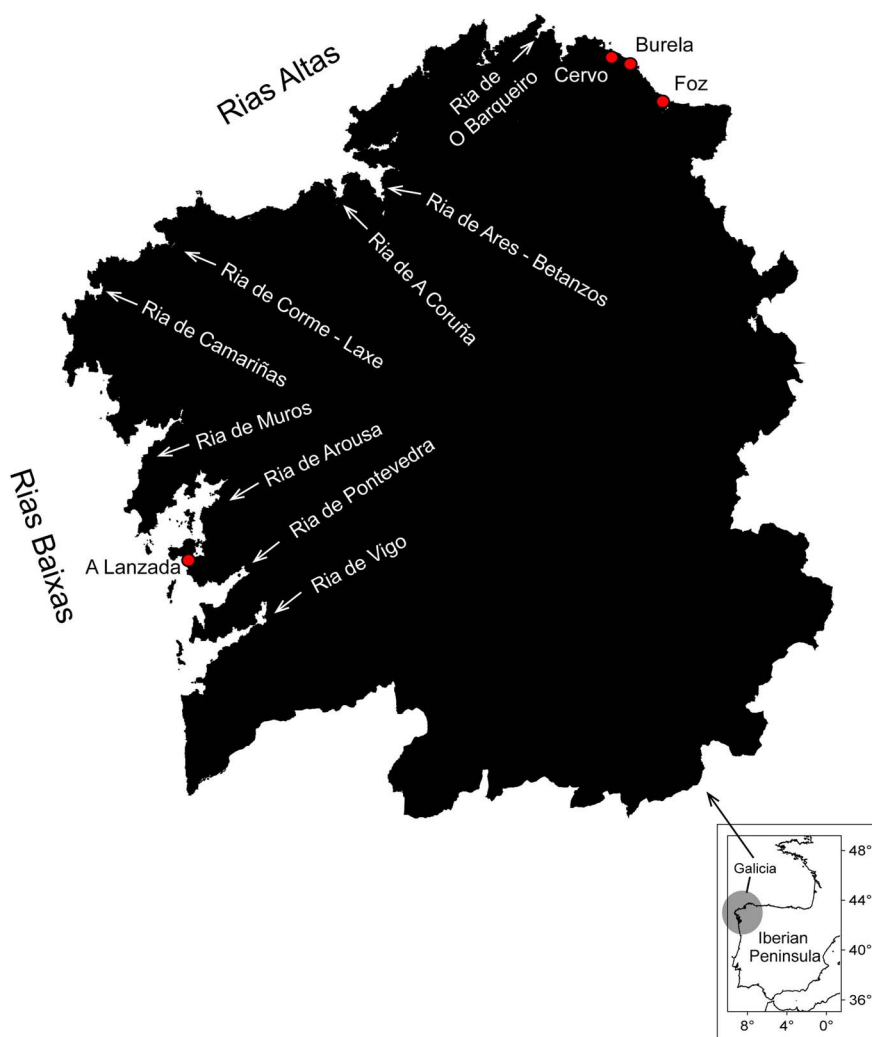 Rias Altas
Ria de
O Barqueiro
Cervo
Burela
Foz
Ria de Ares - Betanzos
Ria de A Coruña
Ria de Corme - Laxe
Ria de Camariñas
Ria de Muros
Ria de Arousa
Ria de Pontevedra
Ria de Vigo
Rias Baixas
A Lanzada
Galicia
Iberian
Peninsula
48°
44°
40°
36°
8°
4°
0°